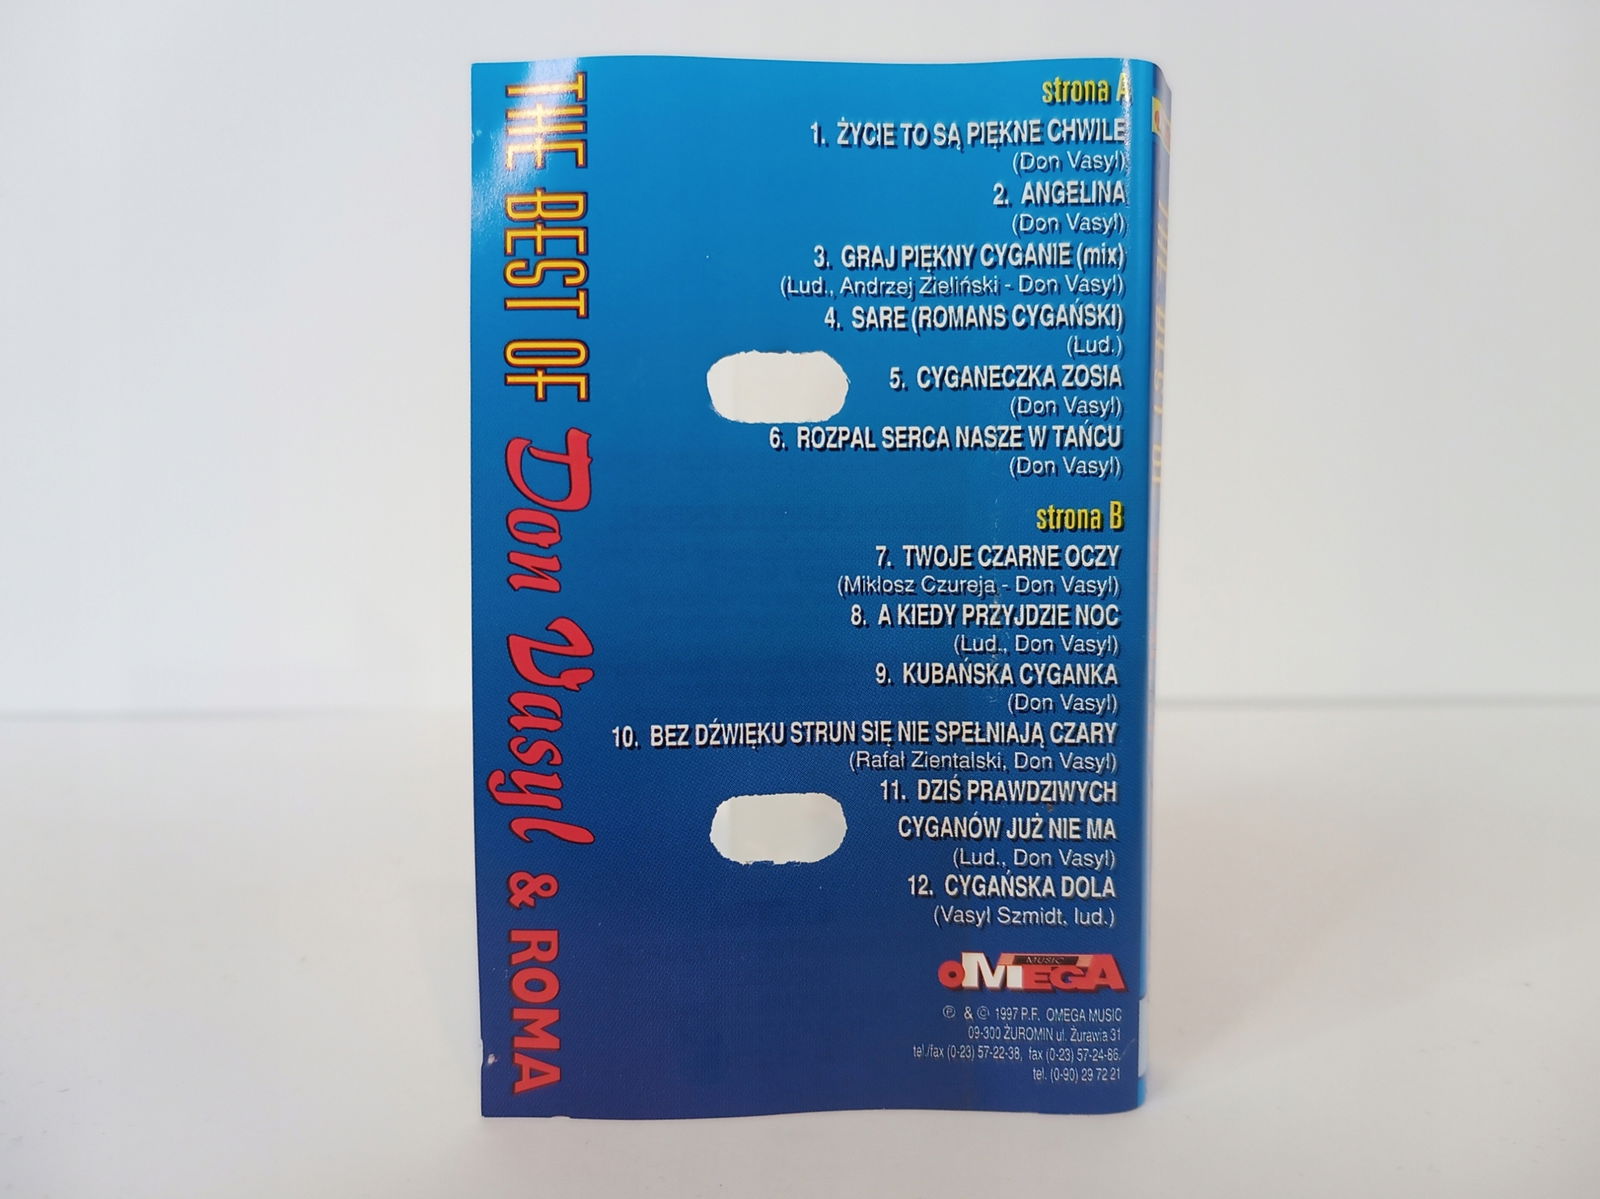 THE BEST OF Don Vasyl & ROMA
strona A
1. ŻYCIE TO SĄ PIĘKNE CHWILE
(Don Vasyl)
2. ANGELINA
(Don Vasyl)
3. GRAJ PIĘKNY CYGANIE (mix)
(Lud., Andrzej Zieliński - Don Vasyl)
4. SARE (ROMANS CYGAŃSKI)
(Lud.)
5. CYGANECZKA ZOSIA
(Don Vasyl)
6. ROZPAL SERCA NASZE W TAŃCU
(Don Vasyl)
strona B
7. TWOJE CZARNE OCZY
(Miklosz Czureja - Don Vasyl)
8. A KIEDY PRZYJDZIE NOC
(Lud., Don Vasyl)
9. KUBAŃSKA CYGANKA
(Don Vasyl)
10. BEZ DŹWIĘKU STRUN SIĘ NIE SPEŁNIAJĄ CZARY
(Rafał Zientalski, Don Vasyl)
11. DZIŚ PRAWDZIWYCH
CYGANÓW JUŻ NIE MA
(Lud., Don Vasyl)
12. CYGAŃSKA DOLA
(Vasyl Szmidt, lud.)
OMEGA MUSIC
℗ & © 1997 P.F. OMEGA MUSIC
09-300 ŻUROMIN ul. Żurawia 31
tel./fax (0-23) 57-22-38, fax (0-23) 57-24-86.
tel. (0-90) 29 72 21